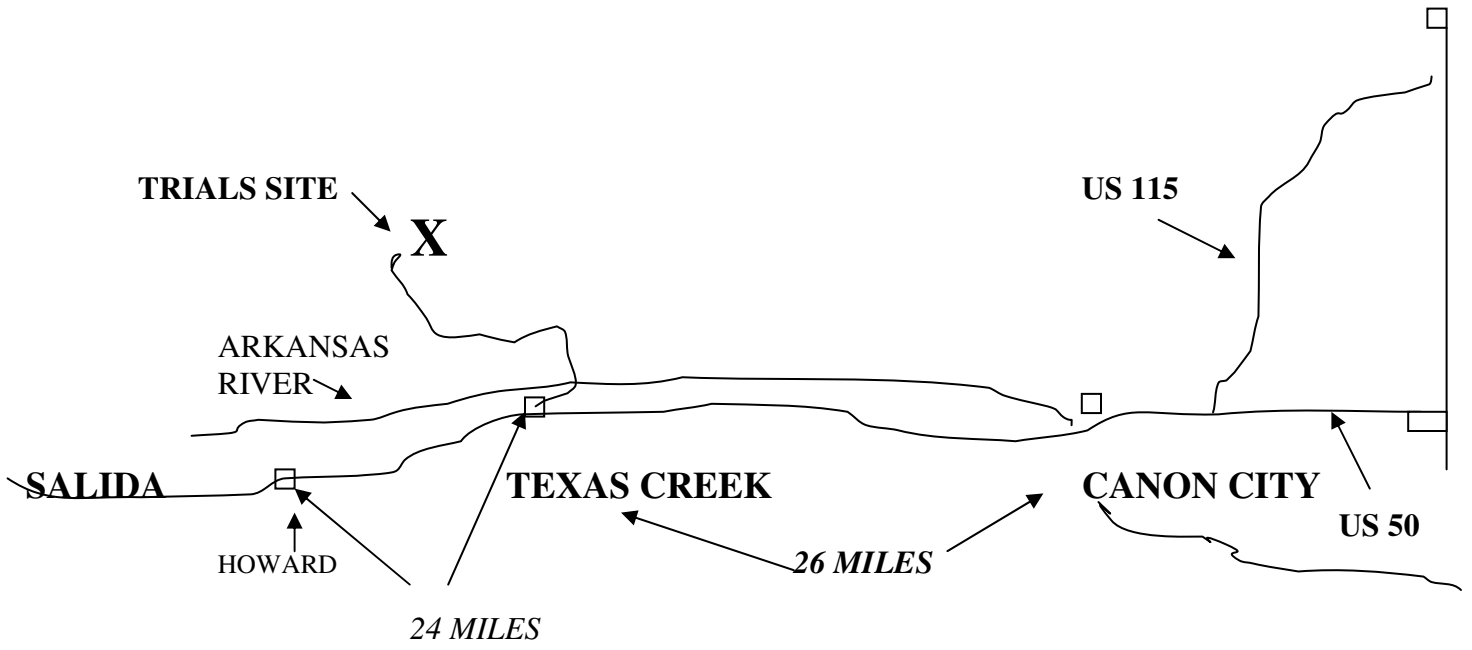 TRIALS SITE
X
US 115
ARKANSAS
RIVER
SALIDA
TEXAS CREEK
CANON CITY
US 50
HOWARD
26 MILES
24 MILES